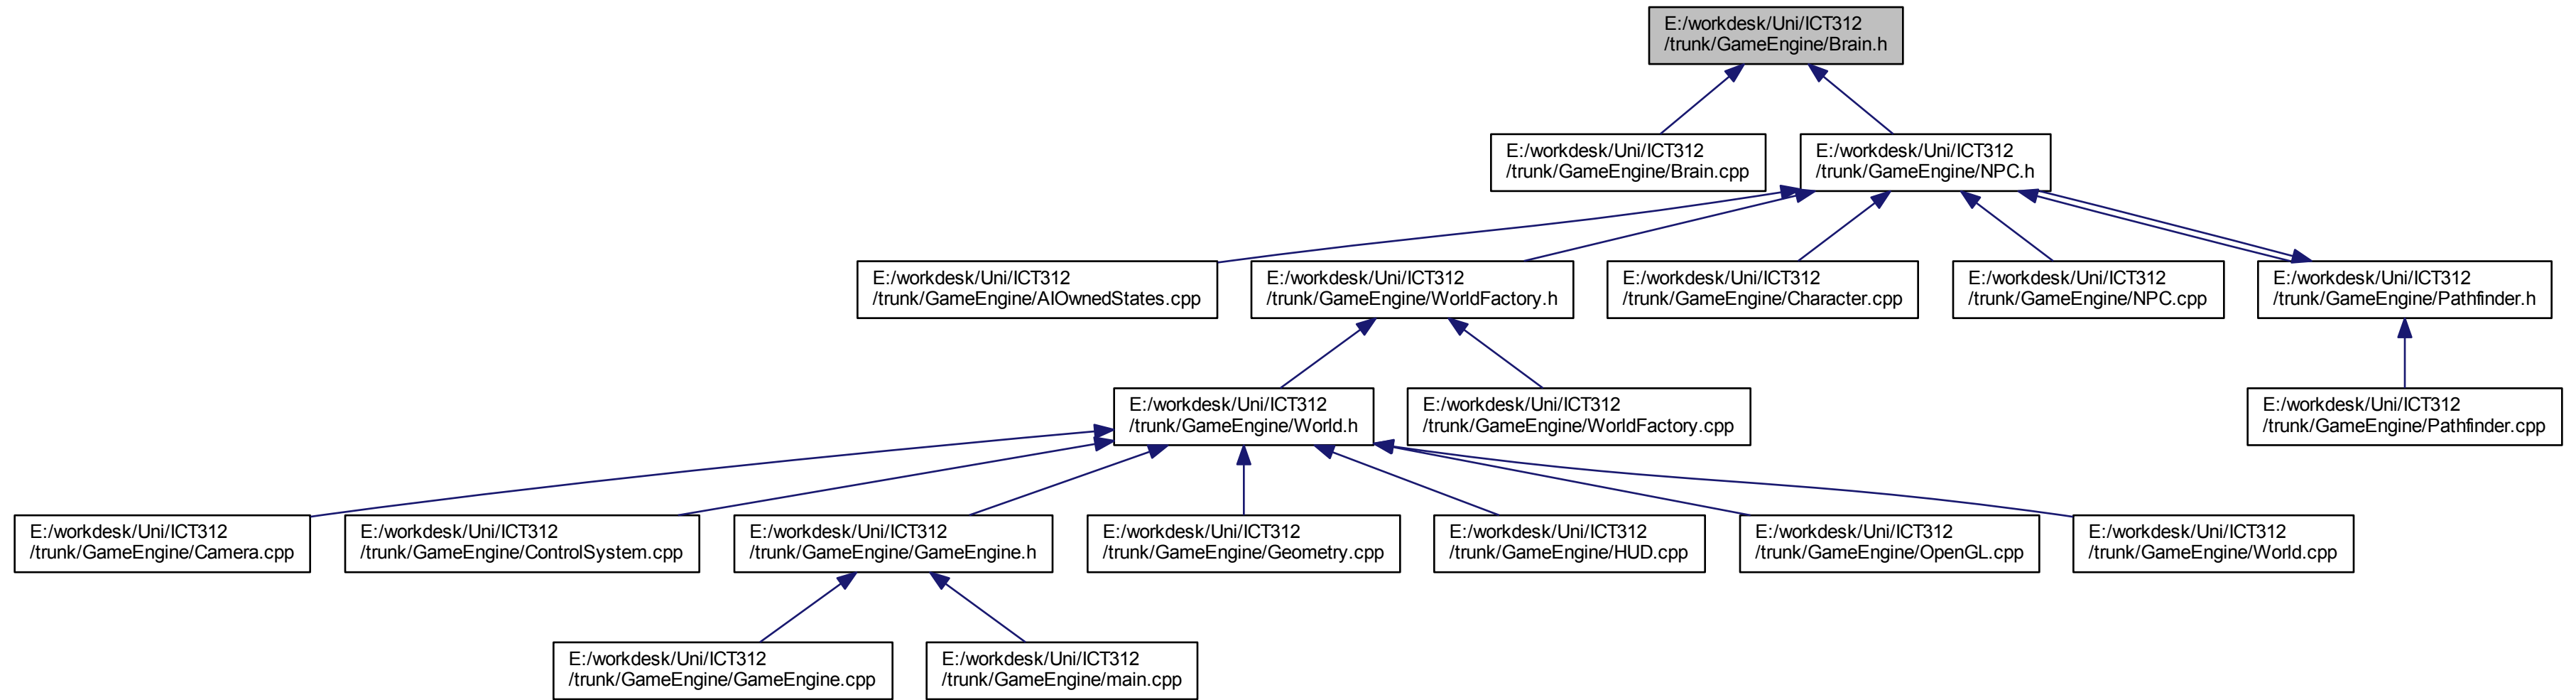 E:/workdesk/Uni/ICT312
/trunk/GameEngine/Brain.h
E:/workdesk/Uni/ICT312
/trunk/GameEngine/Brain.cpp
E:/workdesk/Uni/ICT312
/trunk/GameEngine/NPC.h
E:/workdesk/Uni/ICT312
/trunk/GameEngine/AIOwnedStates.cpp
E:/workdesk/Uni/ICT312
/trunk/GameEngine/WorldFactory.h
E:/workdesk/Uni/ICT312
/trunk/GameEngine/Character.cpp
E:/workdesk/Uni/ICT312
/trunk/GameEngine/NPC.cpp
E:/workdesk/Uni/ICT312
/trunk/GameEngine/Pathfinder.h
E:/workdesk/Uni/ICT312
/trunk/GameEngine/World.h
E:/workdesk/Uni/ICT312
/trunk/GameEngine/WorldFactory.cpp
E:/workdesk/Uni/ICT312
/trunk/GameEngine/Pathfinder.cpp
E:/workdesk/Uni/ICT312
/trunk/GameEngine/Camera.cpp
E:/workdesk/Uni/ICT312
/trunk/GameEngine/ControlSystem.cpp
E:/workdesk/Uni/ICT312
/trunk/GameEngine/GameEngine.h
E:/workdesk/Uni/ICT312
/trunk/GameEngine/Geometry.cpp
E:/workdesk/Uni/ICT312
/trunk/GameEngine/HUD.cpp
E:/workdesk/Uni/ICT312
/trunk/GameEngine/OpenGL.cpp
E:/workdesk/Uni/ICT312
/trunk/GameEngine/World.cpp
E:/workdesk/Uni/ICT312
/trunk/GameEngine/GameEngine.cpp
E:/workdesk/Uni/ICT312
/trunk/GameEngine/main.cpp